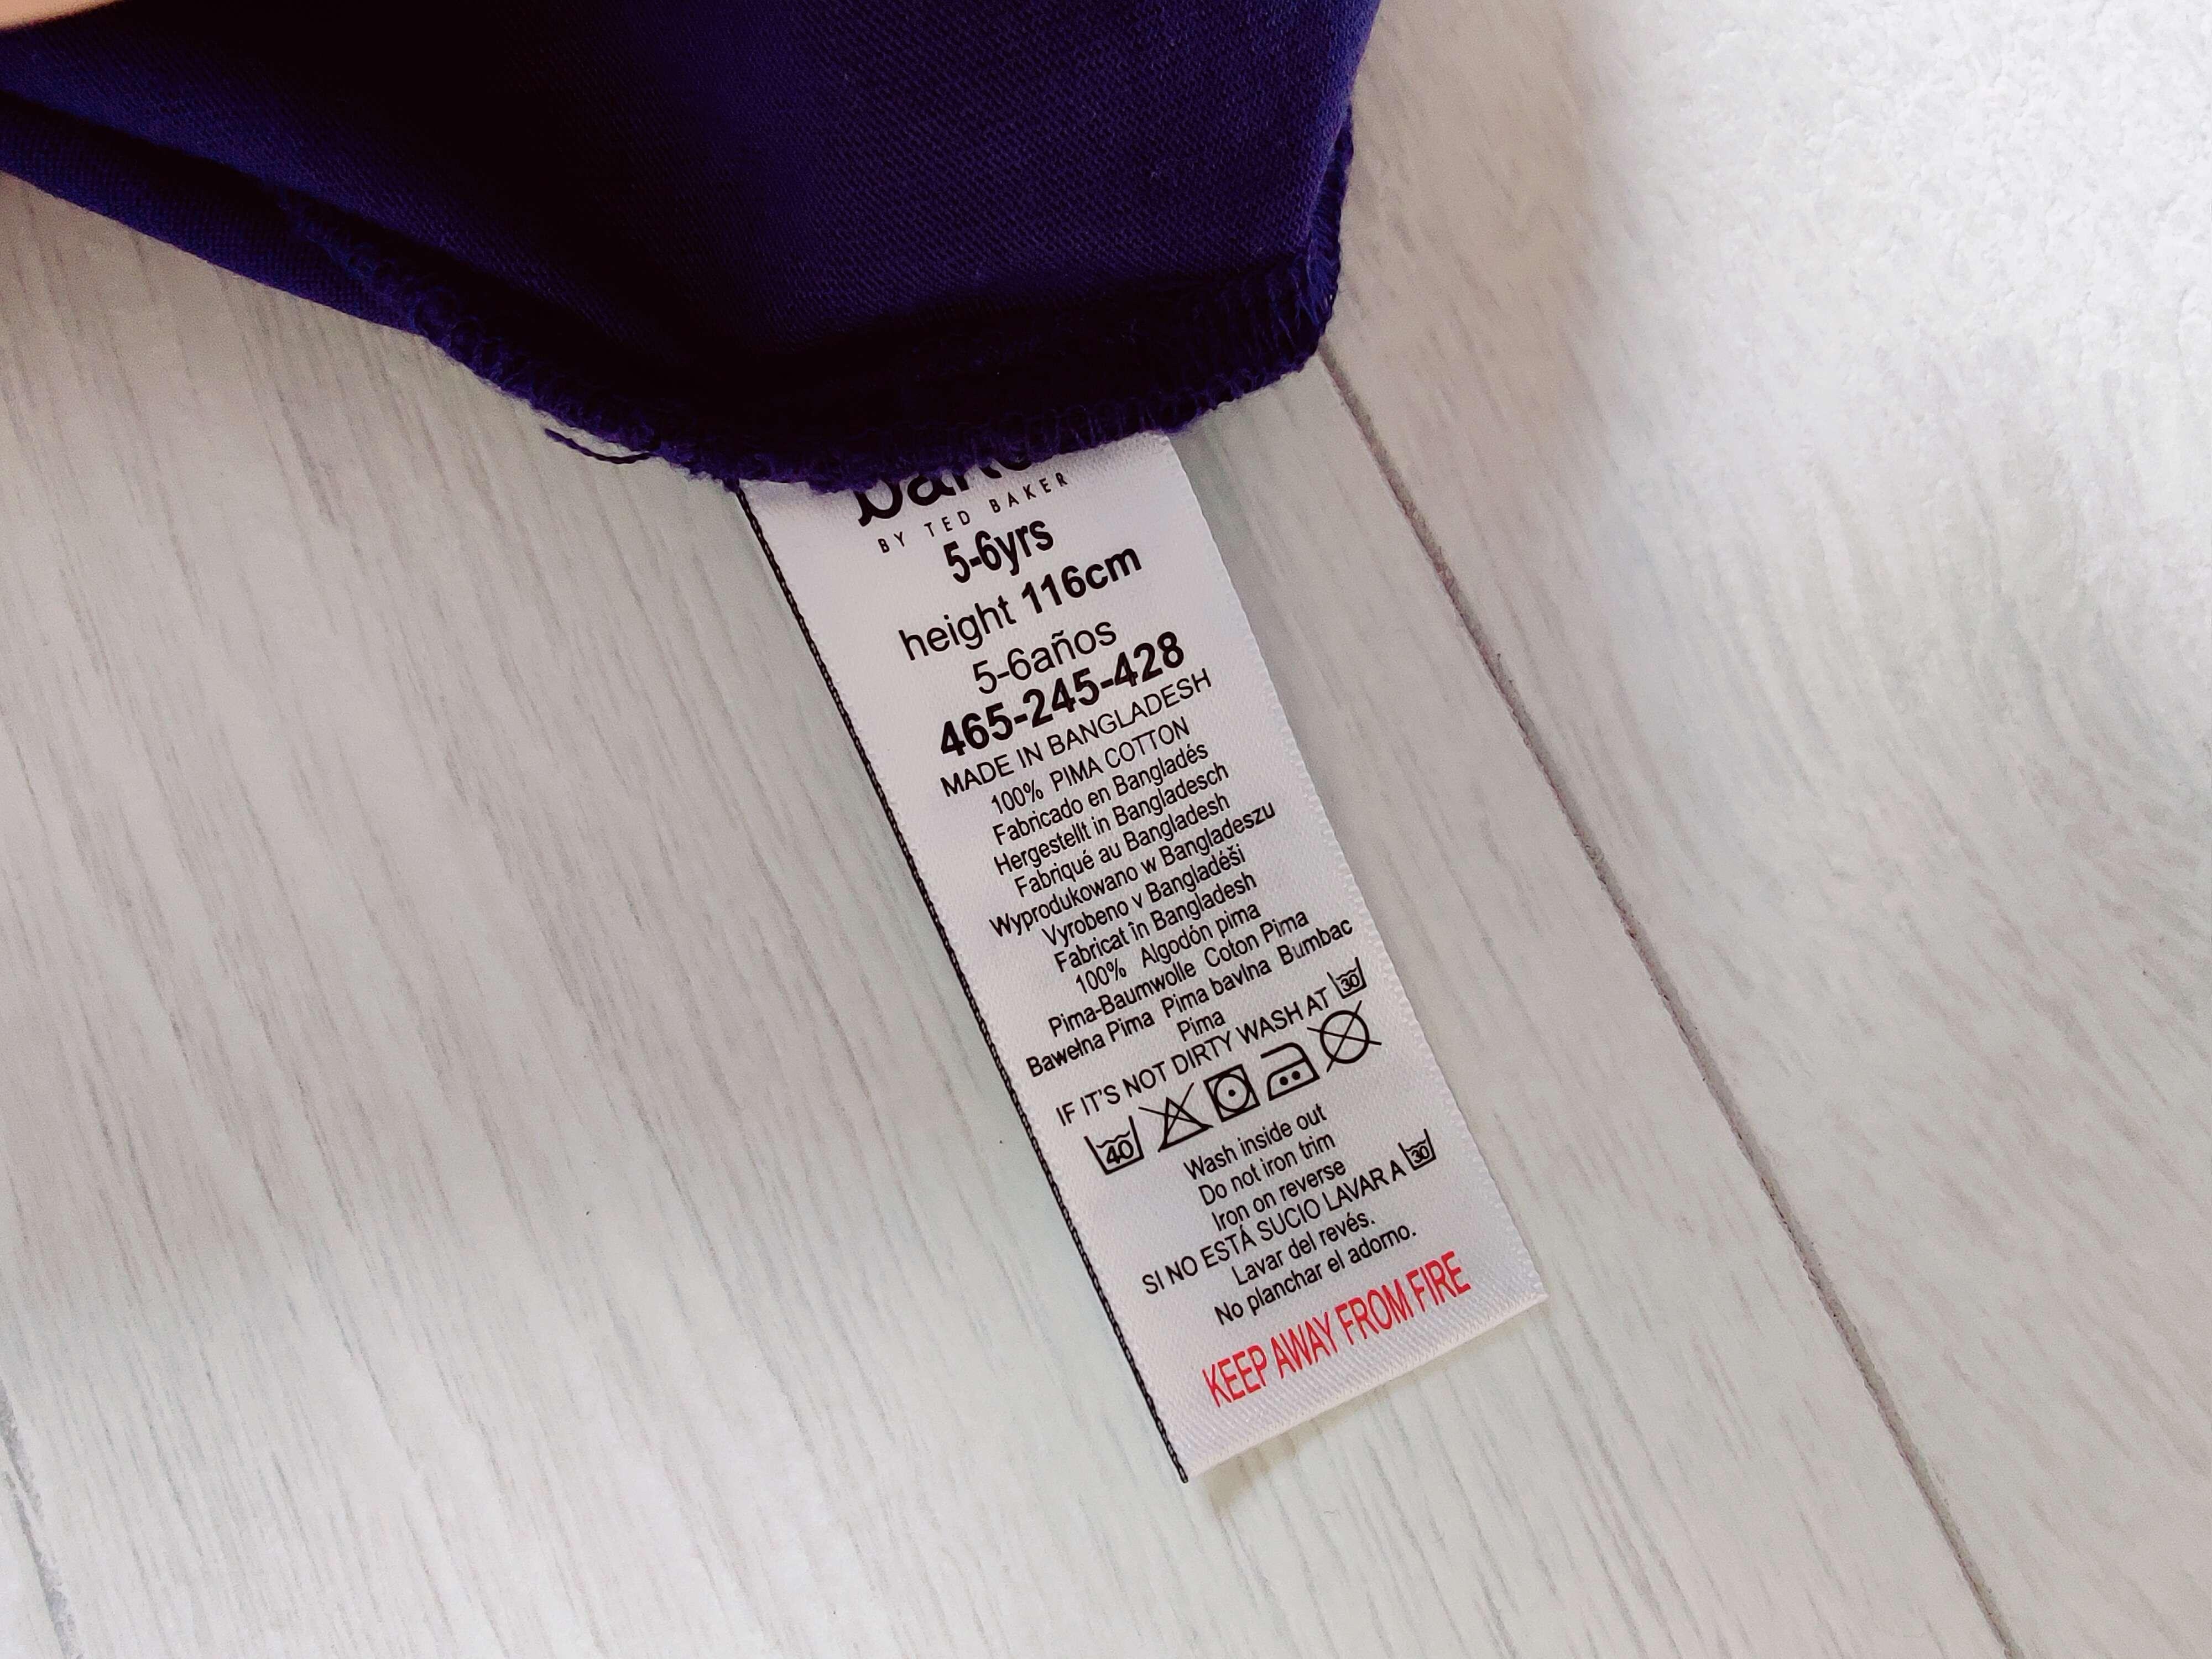 BY TED BAKER
5-6yrs
height 116cm
5-6años
465-245-428
MADE IN BANGLADESH
100% PIMA COTTON
Fabricado en Bangladés
Hergestellt in Bangladesch
Fabriqué au Bangladesh
Wyprodukowano w Bangladeszu
Vyrobeno v Bangladéši
Fabricat în Bangladesh
100% Algodón pima
Pima-Baumwolle Coton Pima
Bawełna Pima Pima bavlna Bumbac
Pima
IF IT'S NOT DIRTY WASH AT 30
40
Wash inside out
Do not iron trim
Iron on reverse
SI NO ESTÁ SUCIO LAVAR A 30
Lavar del revés.
No planchar el adorno.
KEEP AWAY FROM FIRE